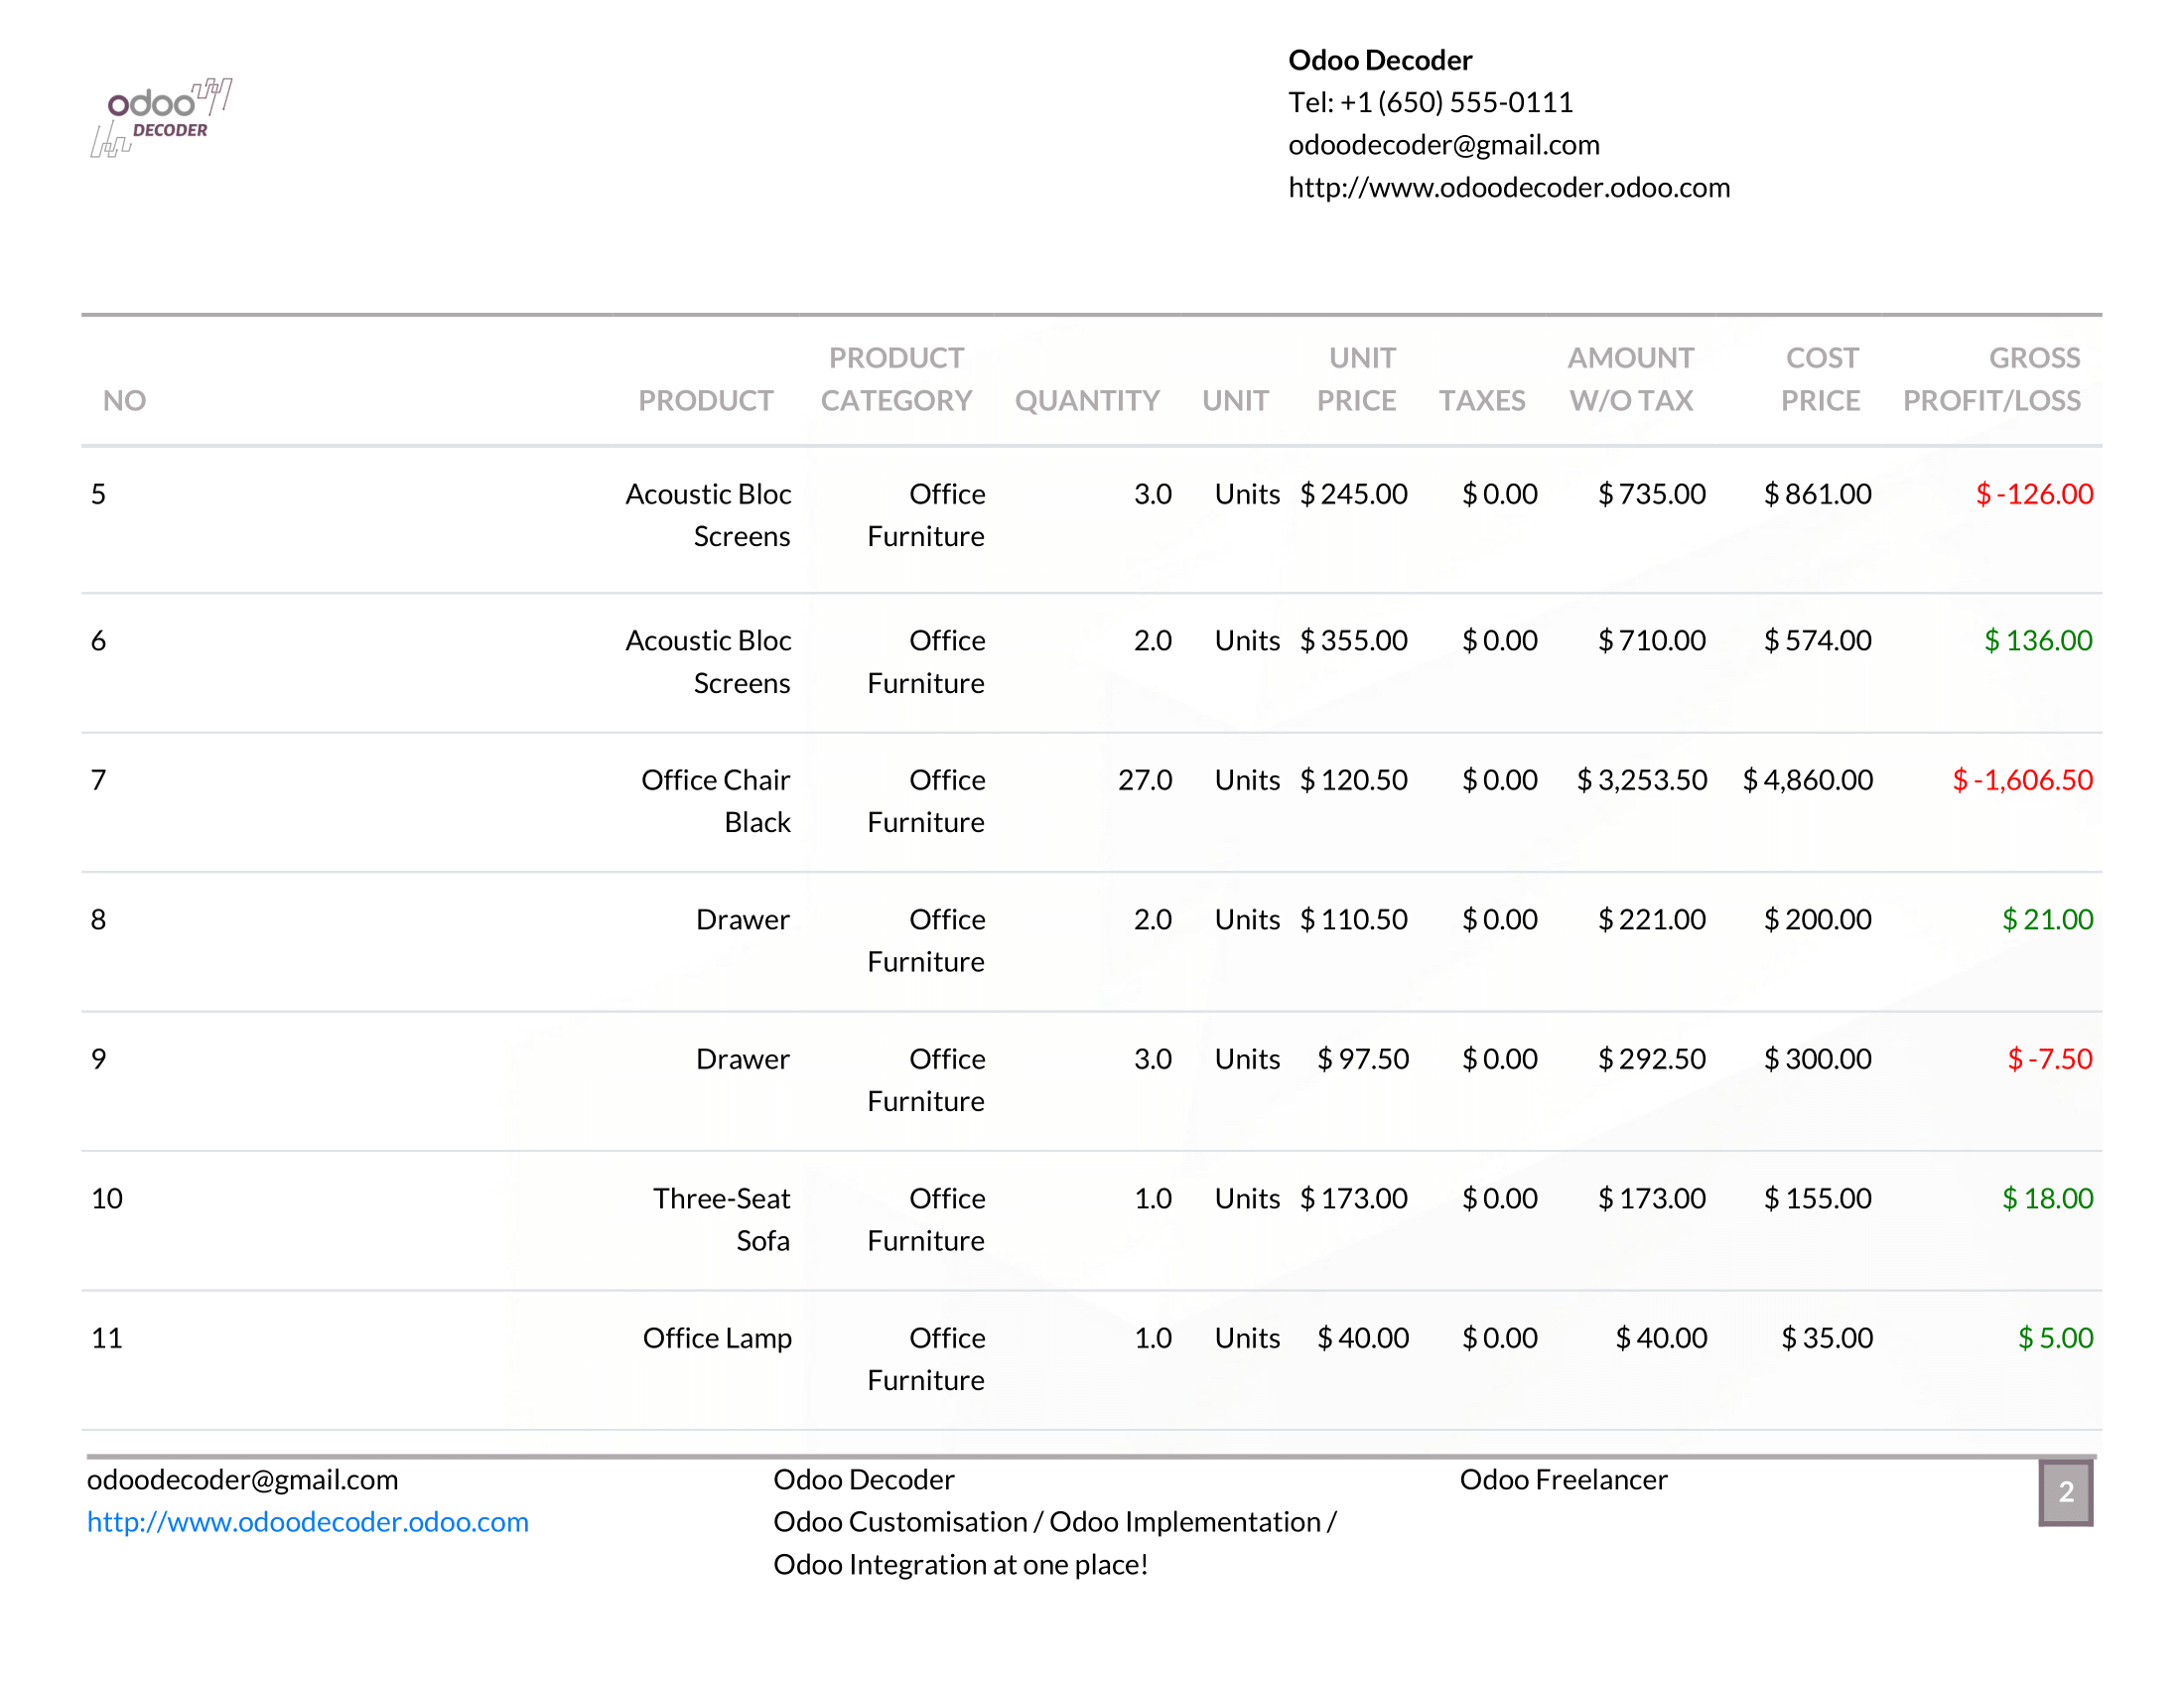 odoo
DECODER
Odoo Decoder
Tel: +1 (650) 555-0111
odoodecoder@gmail.com
http://www.odoodecoder.odoo.com
PRODUCT UNIT AMOUNT COST GROSS
NO PRODUCT CATEGORY QUANTITY UNIT PRICE TAXES W/O TAX PRICE PROFIT/LOSS
5 Acoustic Bloc Office 3.0 Units $ 245.00 $ 0.00 $ 735.00 $ 861.00 $ -126.00
Screens Furniture
6 Acoustic Bloc Office 2.0 Units $ 355.00 $ 0.00 $ 710.00 $ 574.00 $ 136.00
Screens Furniture
7 Office Chair Office 27.0 Units $ 120.50 $ 0.00 $ 3,253.50 $ 4,860.00 $ -1,606.50
Black Furniture
8 Drawer Office 2.0 Units $ 110.50 $ 0.00 $ 221.00 $ 200.00 $ 21.00
Furniture
9 Drawer Office 3.0 Units $ 97.50 $ 0.00 $ 292.50 $ 300.00 $ -7.50
Furniture
10 Three-Seat Office 1.0 Units $ 173.00 $ 0.00 $ 173.00 $ 155.00 $ 18.00
Sofa Furniture
11 Office Lamp Office 1.0 Units $ 40.00 $ 0.00 $ 40.00 $ 35.00 $ 5.00
Furniture
odoodecoder@gmail.com Odoo Decoder Odoo Freelancer 2
http://www.odoodecoder.odoo.com Odoo Customisation / Odoo Implementation /
Odoo Integration at one place!